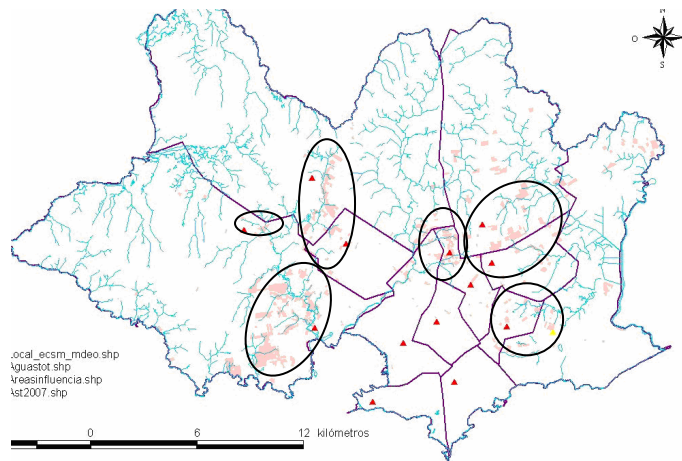 N
O
S
Local_ecsm_mdeo.shp
Aguastot.shp
Areasinfluencia.shp
Ast2007.shp
0 6 12 kilómetros